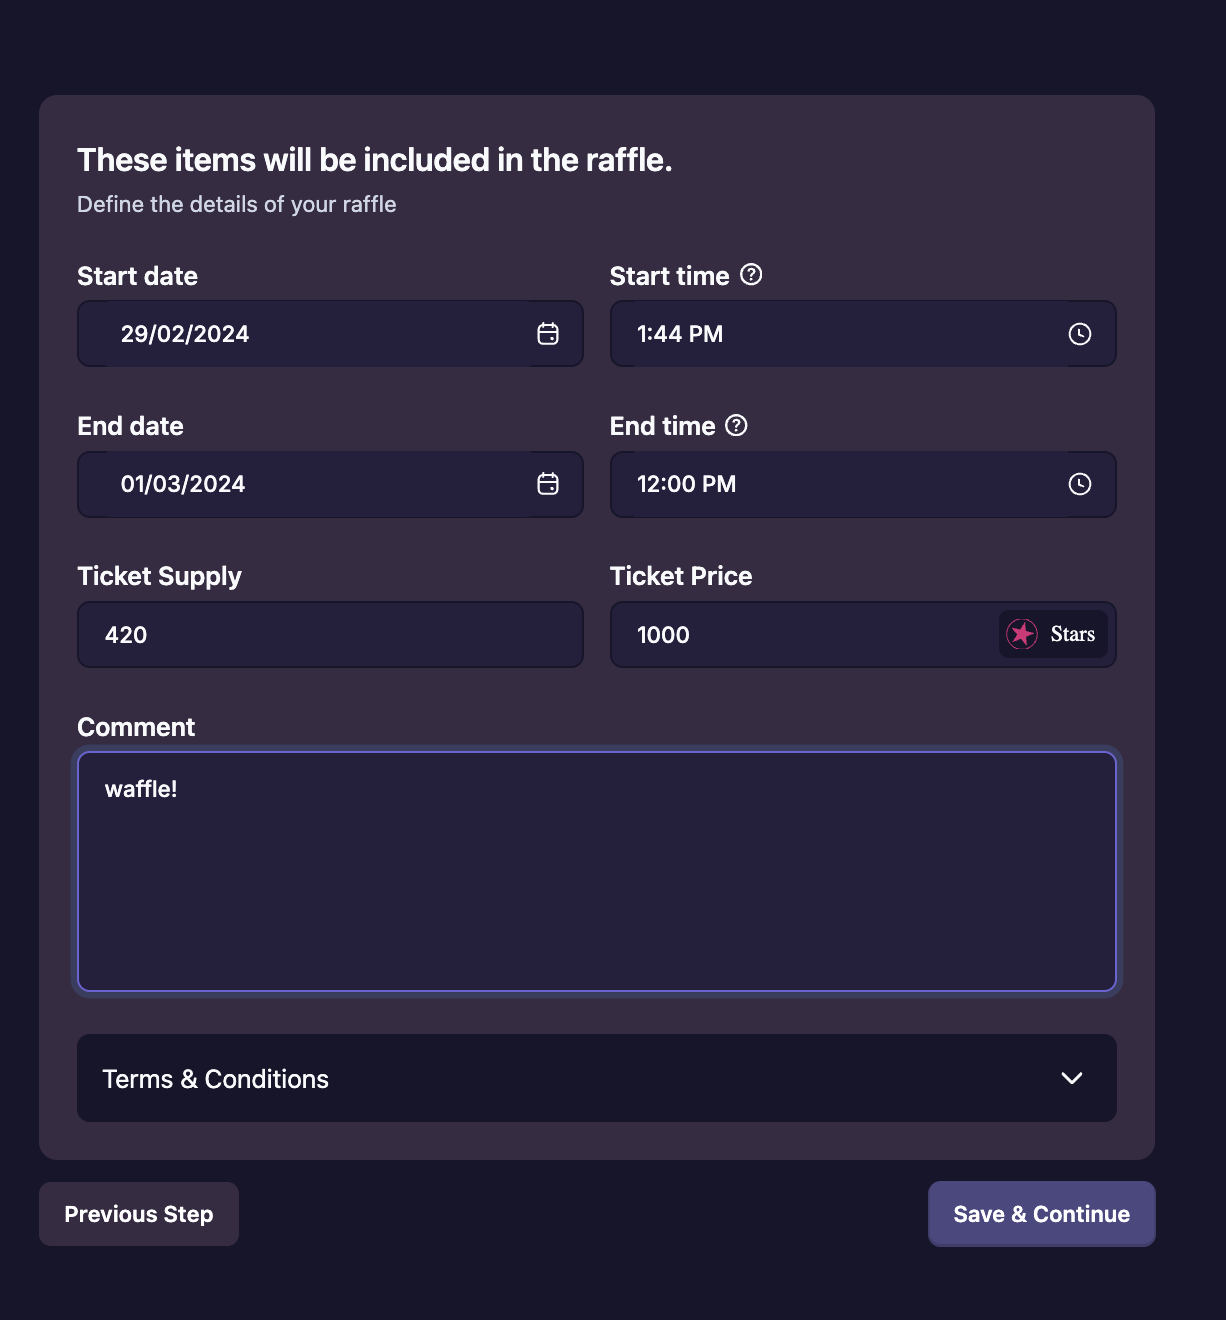 These items will be included in the raffle.
Define the details of your raffle
Start date
Start time
29/02/2024
1:44 PM
End date
End time
01/03/2024
12:00 PM
Ticket Supply
Ticket Price
420
1000
Stars
Comment
waffle!
Terms & Conditions
Previous Step
Save & Continue